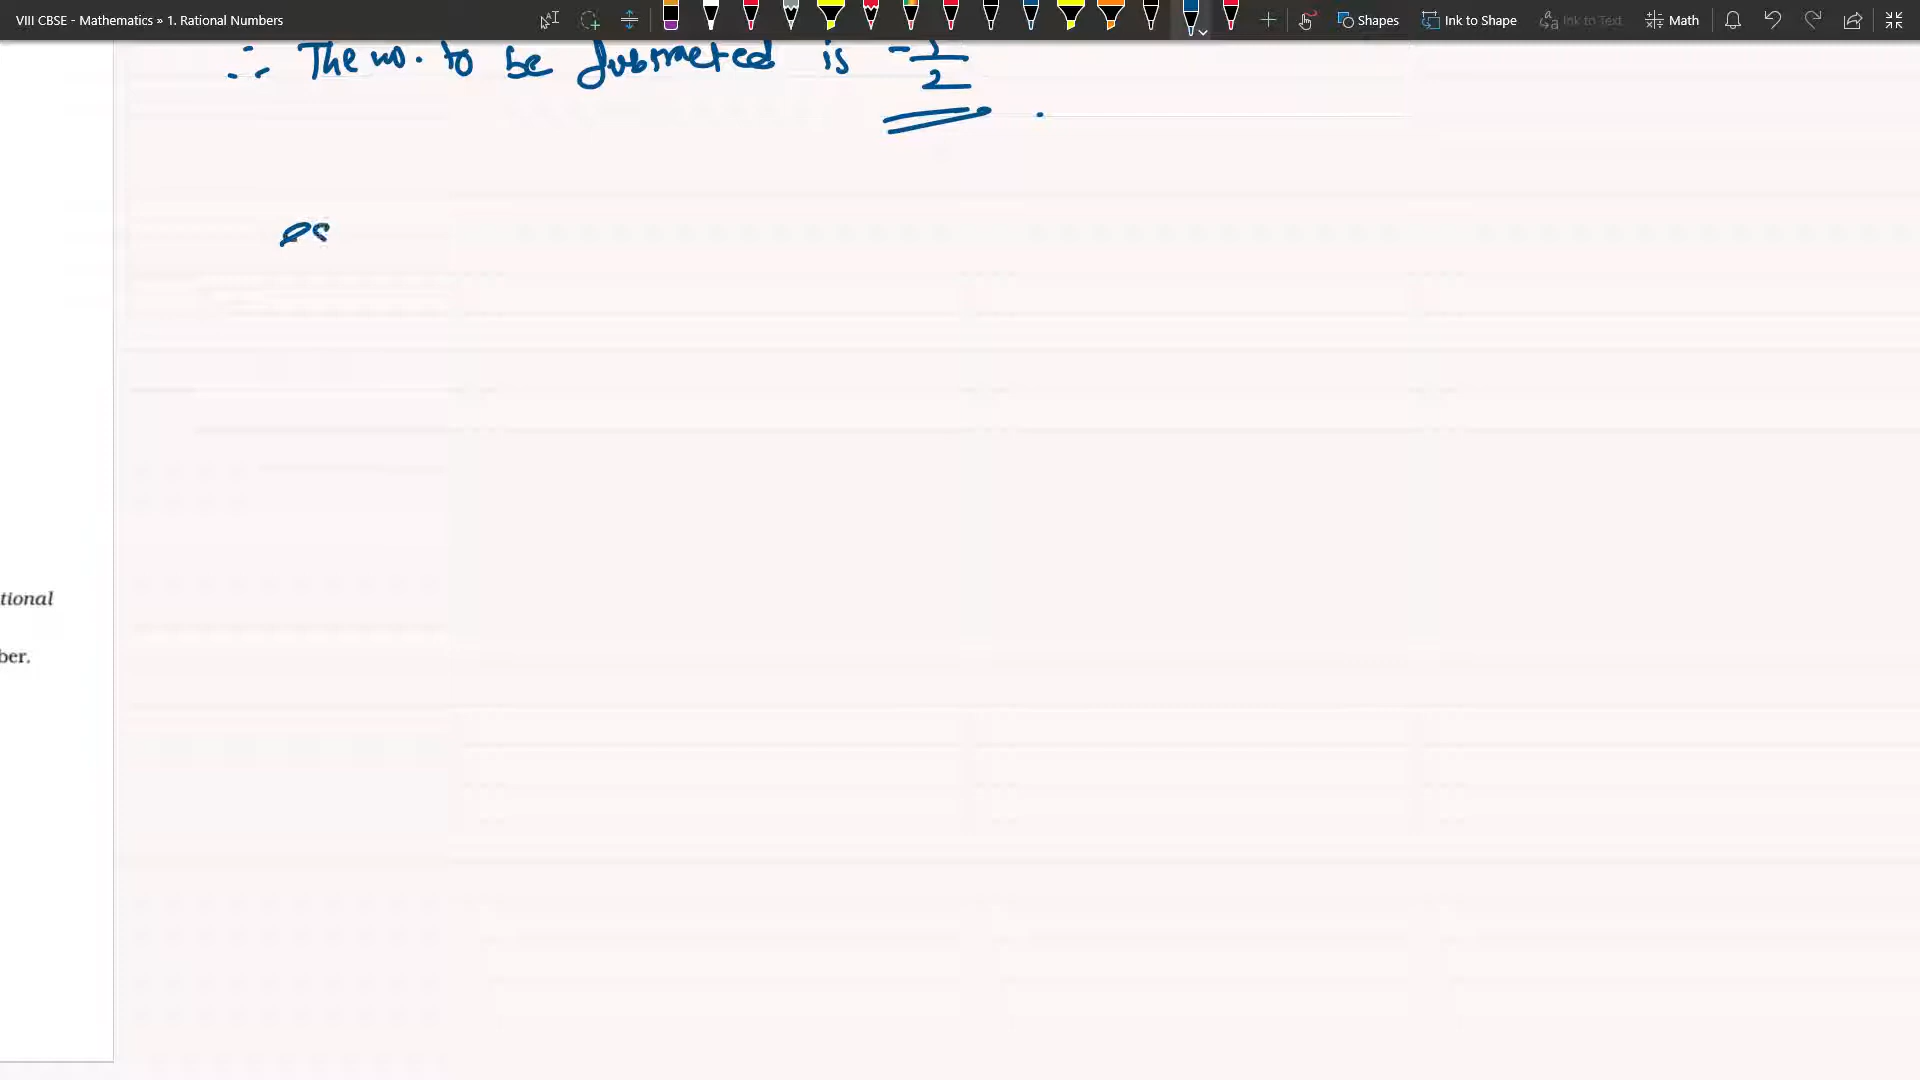 VIII CBSE - Mathematics » 1. Rational Numbers
Shapes
Ink to Shape
Ink to Text
Math
∴ The no. to be subtracted is
2
tional
ber.